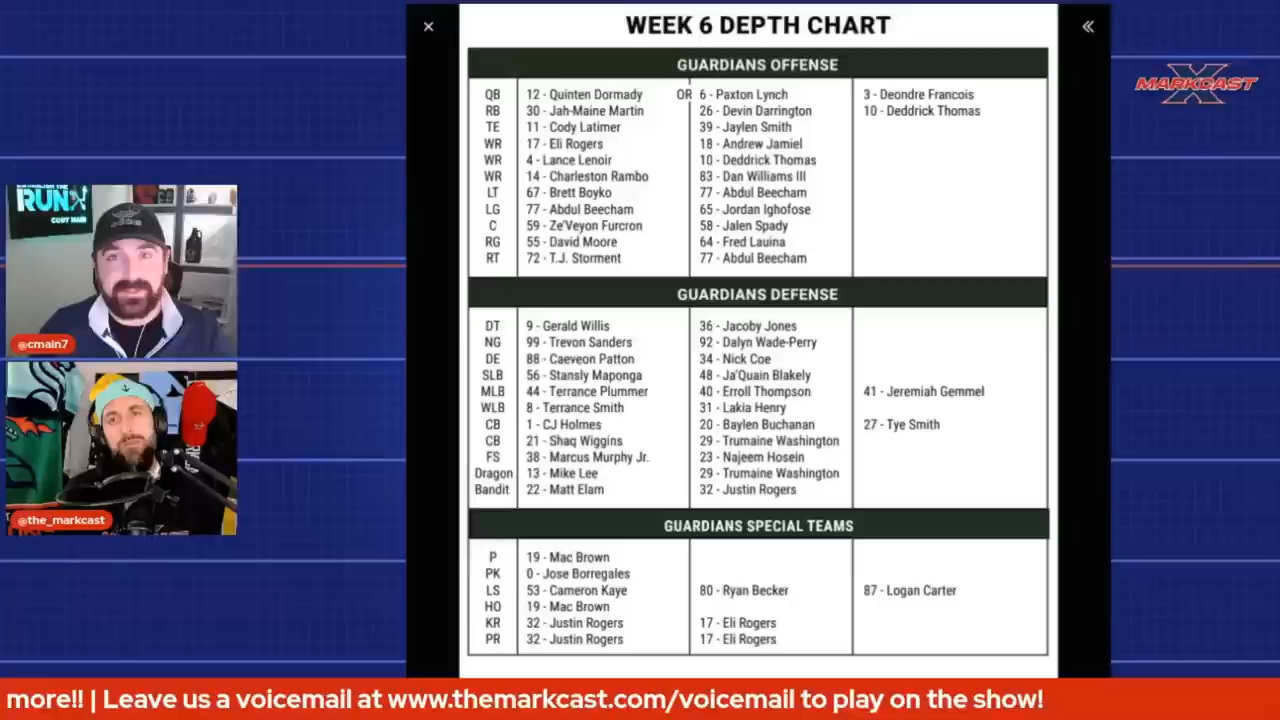 WEEK 6 DEPTH CHART
×
«
GUARDIANS OFFENSE
QB 12 - Quinten Dormady OR 6 - Paxton Lynch 3 - Deondre Francois
RB 30 - Jah-Maine Martin 26 - Devin Darrington 10 - Deddrick Thomas
TE 11 - Cody Latimer 39 - Jaylen Smith
WR 17 - Eli Rogers 18 - Andrew Jamiel
WR 4 - Lance Lenoir 10 - Deddrick Thomas
WR 14 - Charleston Rambo 83 - Dan Williams III
LT 67 - Brett Boyko 77 - Abdul Beecham
LG 77 - Abdul Beecham 65 - Jordan Ighofose
C 59 - Ze'Veyon Furcron 58 - Jalen Spady
RG 55 - David Moore 64 - Fred Lauina
RT 72 - T.J. Storment 77 - Abdul Beecham
GUARDIANS DEFENSE
DT 9 - Gerald Willis 36 - Jacoby Jones
NG 99 - Trevon Sanders 92 - Dalyn Wade-Perry
DE 88 - Caeveon Patton 34 - Nick Coe
SLB 56 - Stansly Maponga 48 - Ja'Quain Blakely
MLB 44 - Terrance Plummer 40 - Erroll Thompson 41 - Jeremiah Gemmel
WLB 8 - Terrance Smith 31 - Lakia Henry
CB 1 - CJ Holmes 20 - Baylen Buchanan 27 - Tye Smith
CB 21 - Shaq Wiggins 29 - Trumaine Washington
FS 38 - Marcus Murphy Jr. 23 - Najeem Hosein
Dragon 13 - Mike Lee 29 - Trumaine Washington
Bandit 22 - Matt Elam 32 - Justin Rogers
GUARDIANS SPECIAL TEAMS
P 19 - Mac Brown
PK 0 - Jose Borregales
LS 53 - Cameron Kaye 80 - Ryan Becker 87 - Logan Carter
HO 19 - Mac Brown
KR 32 - Justin Rogers 17 - Eli Rogers
PR 32 - Justin Rogers 17 - Eli Rogers
MARKCAST
RUN
@cmain7
@the_markcast
more!! | Leave us a voicemail at www.themarkcast.com/voicemail to play on the show!